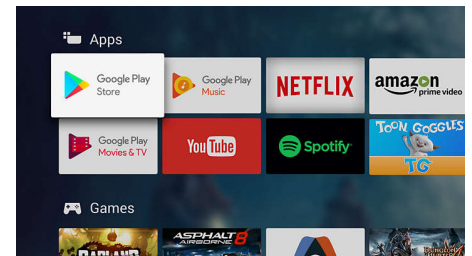 Apps
Google Play
Store
Google Play
Music
NETFLIX
amazon
prime video
Google Play
Movies & TV
YouTube
Spotify
TOON GOGGLES
TG
Games
BADLAND
ASPHALT 8
AIRBORNE